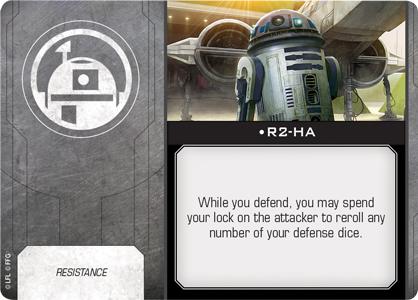 •R2-HA
While you defend, you may spend
your lock on the attacker to reroll any
number of your defense dice.
RESISTANCE
© LFL © FFG